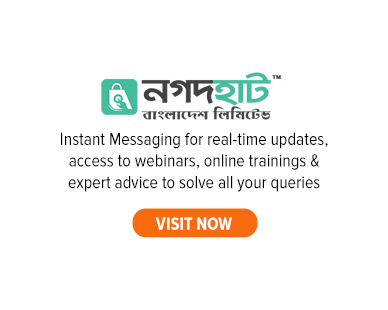 নগদহাট™
বাংলাদেশ লিমিটেড
Instant Messaging for real-time updates,
access to webinars, online trainings &
expert advice to solve all your queries
VISIT NOW